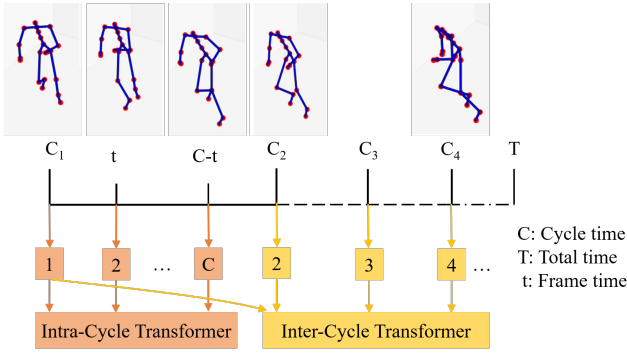 C1 t C-t C2 C3 C4 T
C: Cycle time
T: Total time
t: Frame time
1 2 ... C 2 3 4 ...
Intra-Cycle Transformer Inter-Cycle Transformer